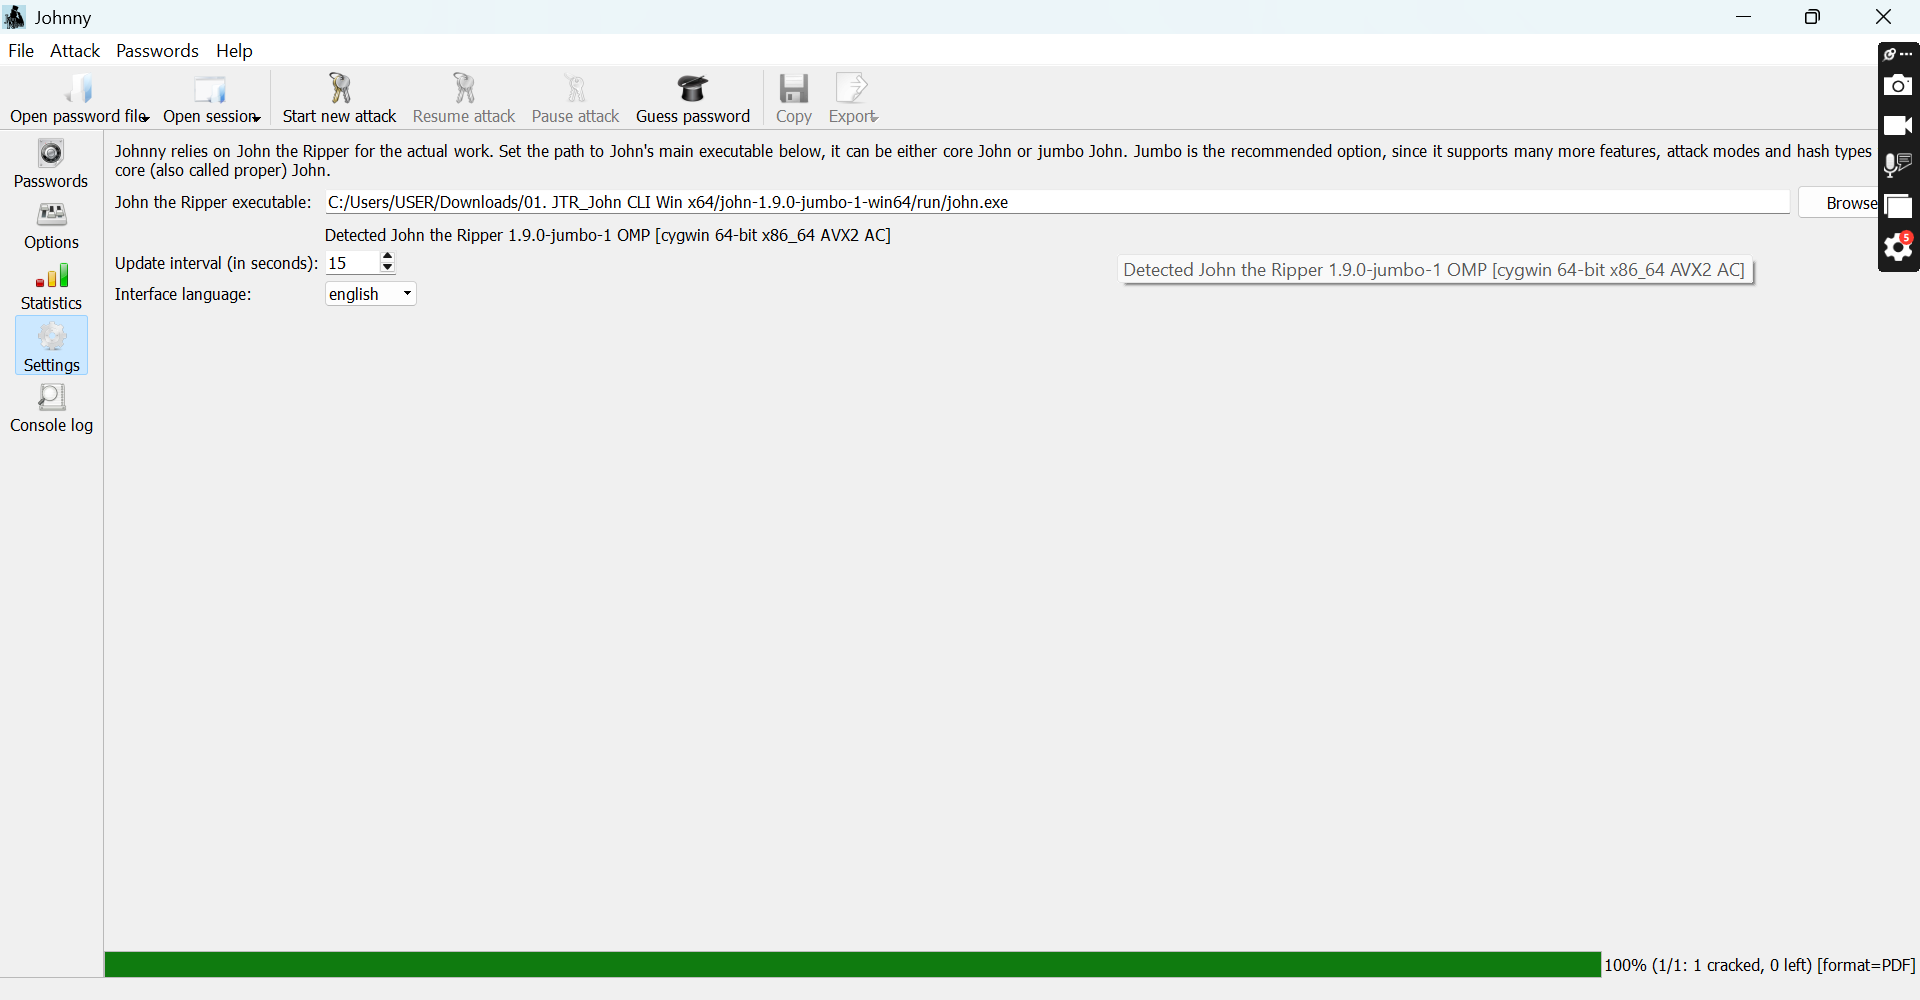 Johnny
File Attack Passwords Help
Open password file Open session Start new attack Resume attack Pause attack Guess password Copy Export
Passwords
Options
Statistics
Settings
Console log
Johnny relies on John the Ripper for the actual work. Set the path to John's main executable below, it can be either core John or jumbo John. Jumbo is the recommended option, since it supports many more features, attack modes and hash types
core (also called proper) John.
John the Ripper executable: C:/Users/USER/Downloads/01. JTR_John CLI Win x64/john-1.9.0-jumbo-1-win64/run/john.exe Browse
Detected John the Ripper 1.9.0-jumbo-1 OMP [cygwin 64-bit x86_64 AVX2 AC]
Update interval (in seconds): 15
Detected John the Ripper 1.9.0-jumbo-1 OMP [cygwin 64-bit x86_64 AVX2 AC]
Interface language: english
5
100% (1/1: 1 cracked, 0 left) [format=PDF]